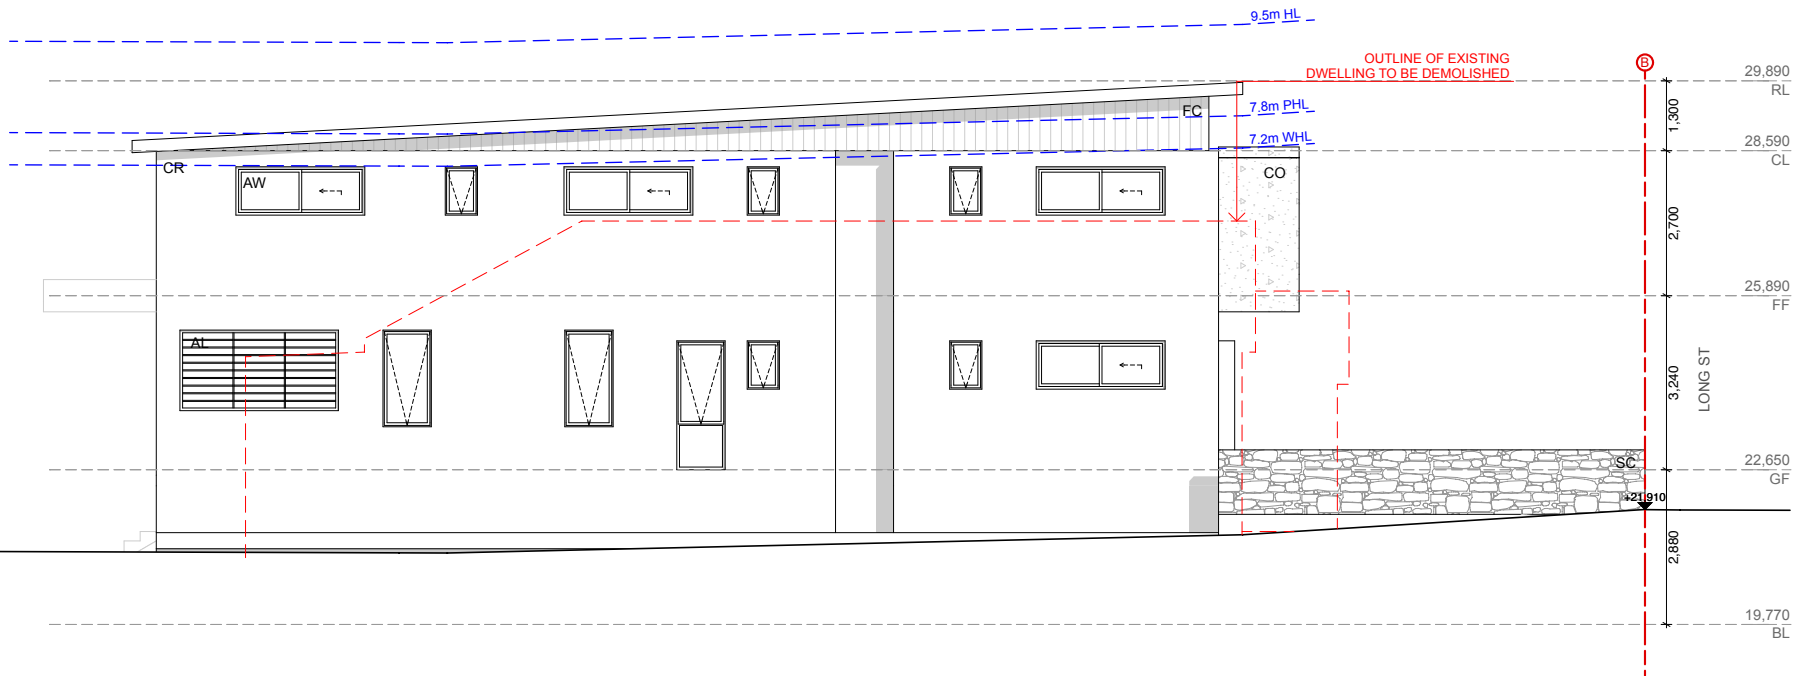 9.5m HL
OUTLINE OF EXISTING
DWELLING TO BE DEMOLISHED
B
29,890
RL
7.8m PHL
FC
1,300
7.2m WHL
28,590
CL
CR
AW
CO
2,700
25,890
FF
AL
3,240
LONG ST
SC
22,650
GF
+21,910
2,880
19,770
BL